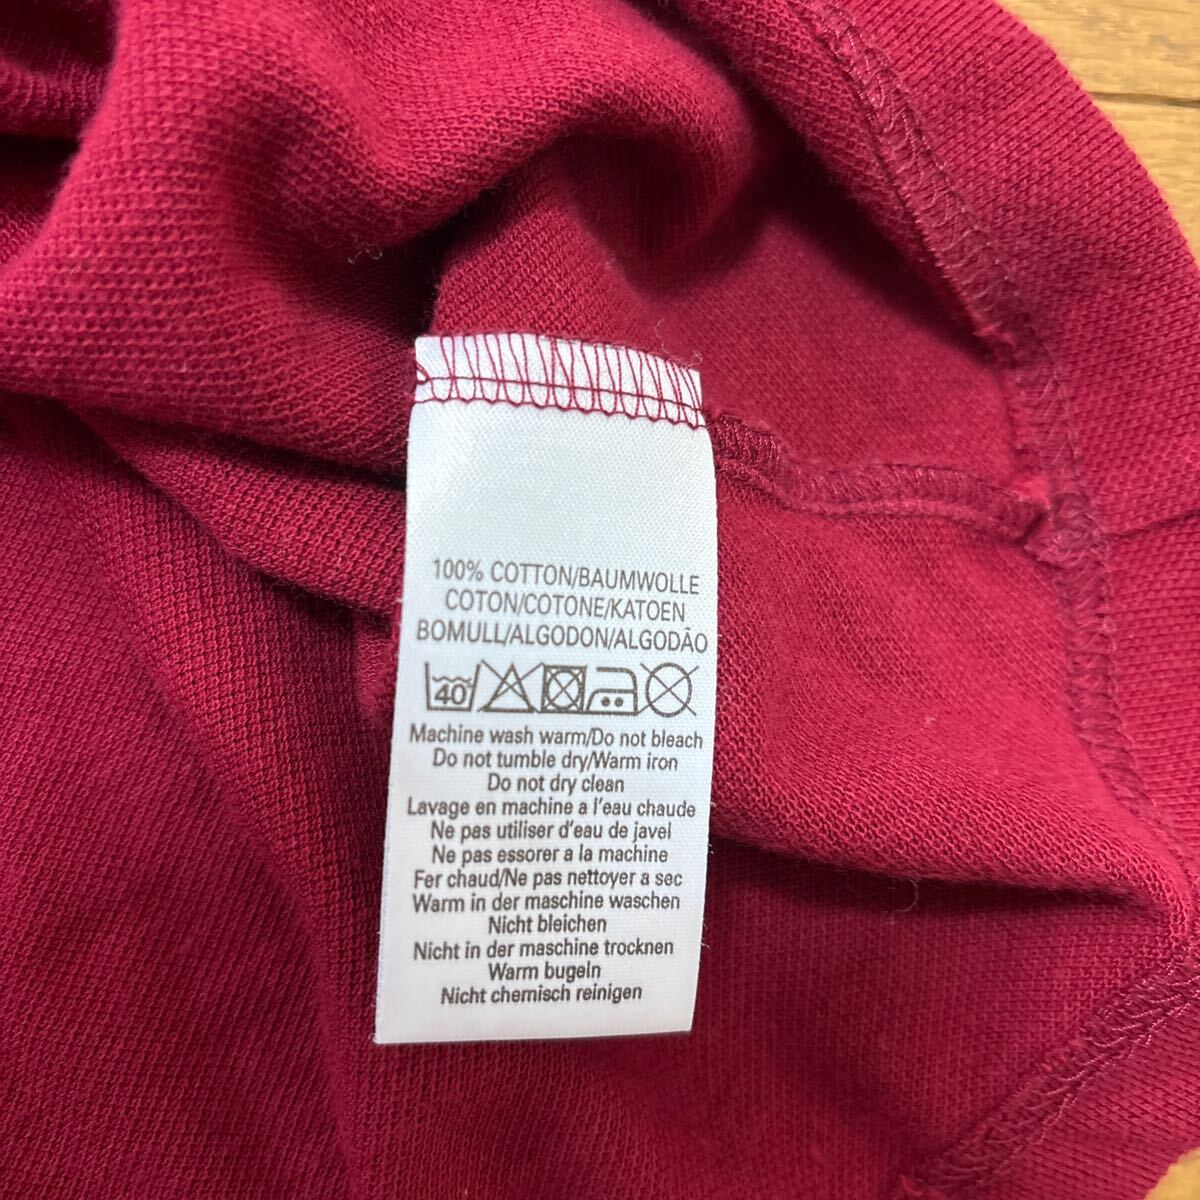 100% COTTON/BAUMWOLLE
COTON/COTONE/KATOEN
BOMULL/ALGODON/ALGODÃO
40
Machine wash warm/Do not bleach
Do not tumble dry/Warm iron
Do not dry clean
Lavage en machine a l'eau chaude
Ne pas utiliser d'eau de javel
Ne pas essorer a la machine
Fer chaud/Ne pas nettoyer a sec
Warm in der maschine waschen
Nicht bleichen
Nicht in der maschine trocknen
Warm bugeln
Nicht chemisch reinigen